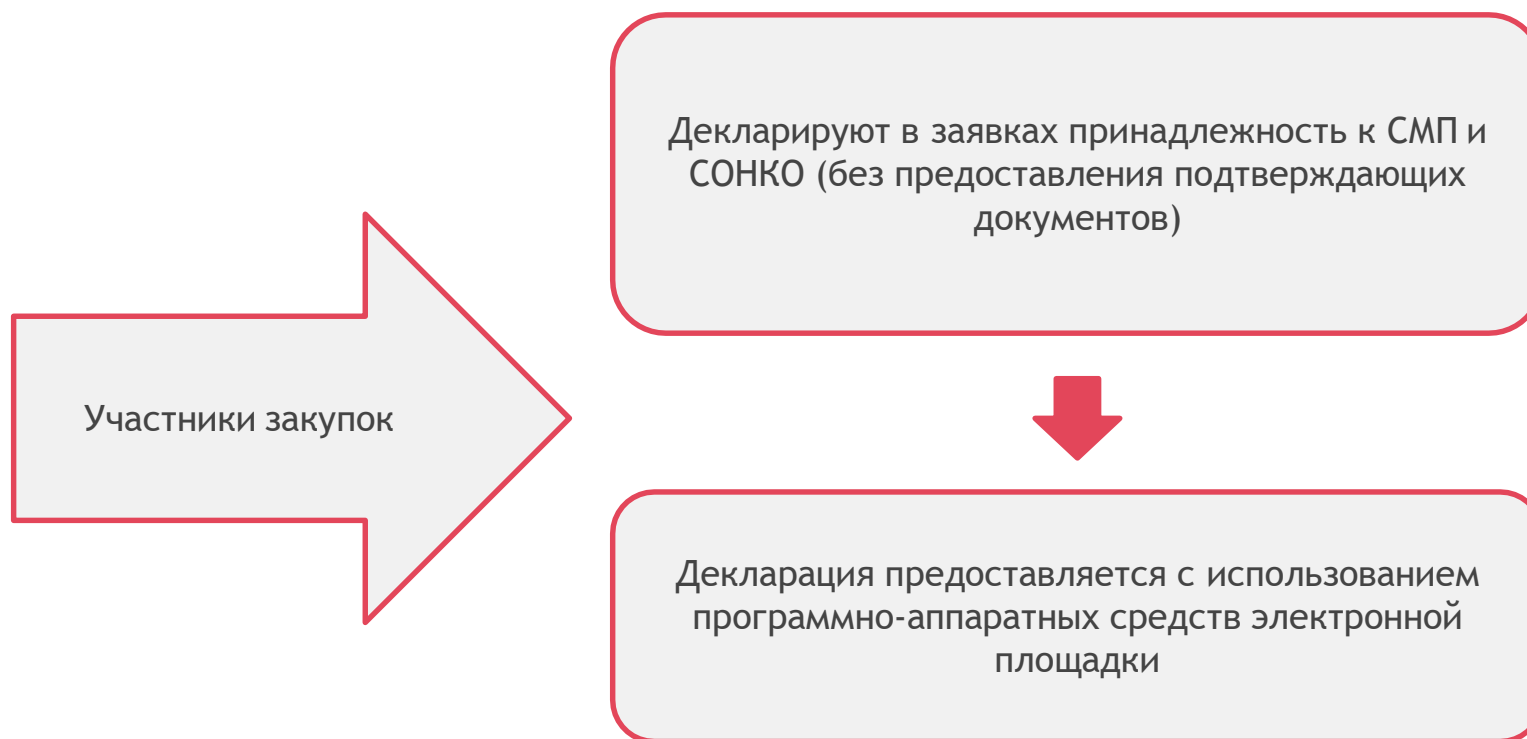 Участники закупок
Декларируют в заявках принадлежность к СМП и
СОНКО (без предоставления подтверждающих
документов)
Декларация предоставляется с использованием
программно-аппаратных средств электронной
площадки